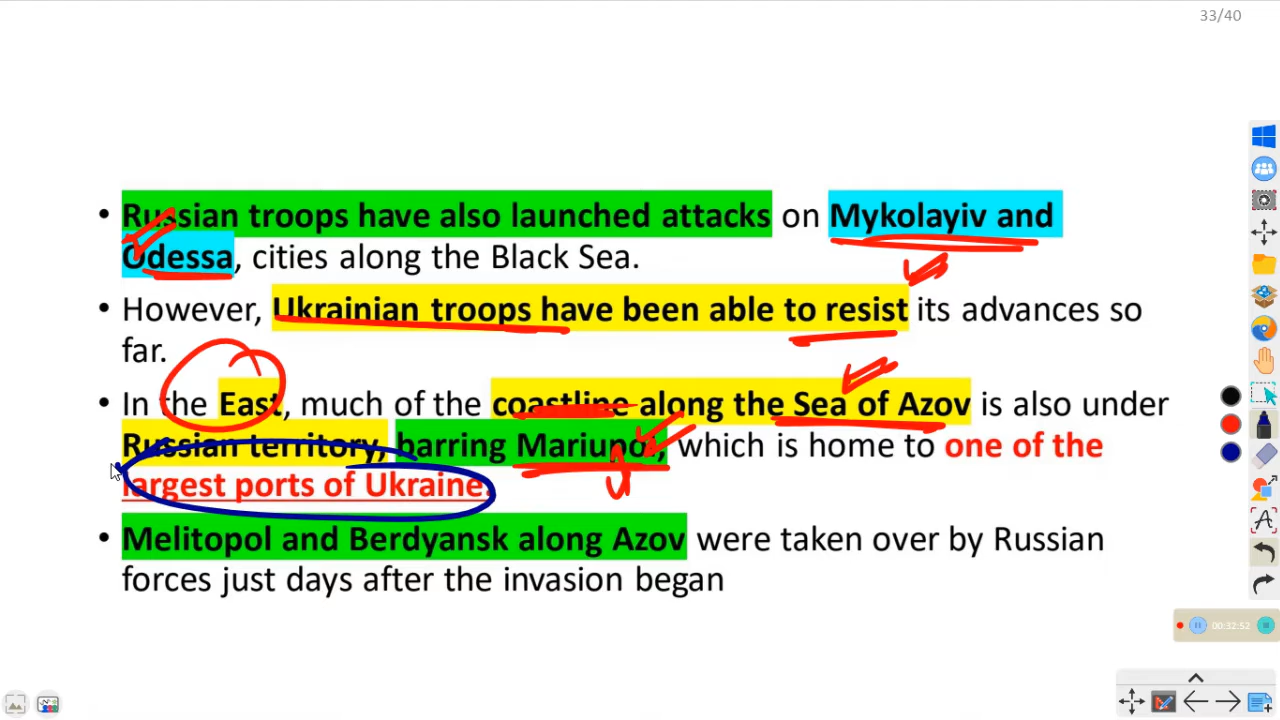 33/40
• Russian troops have also launched attacks on Mykolayiv and
Odessa, cities along the Black Sea.
• However, Ukrainian troops have been able to resist its advances so
far.
• In the East, much of the coastline along the Sea of Azov is also under
Russian territory, barring Mariupol, which is home to one of the
largest ports of Ukraine.
• Melitopol and Berdyansk along Azov were taken over by Russian
forces just days after the invasion began
00:32:52